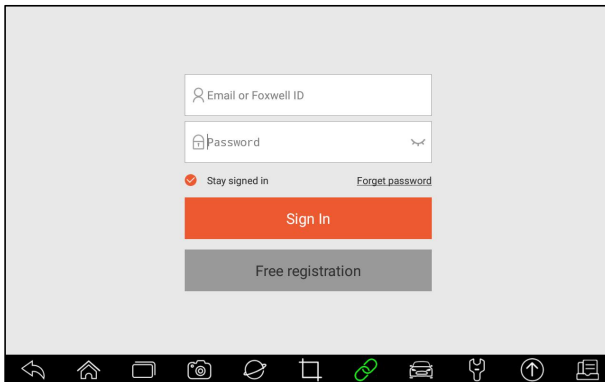 Email or Foxwell ID
Password
Stay signed in Forget password
Sign In
Free registration